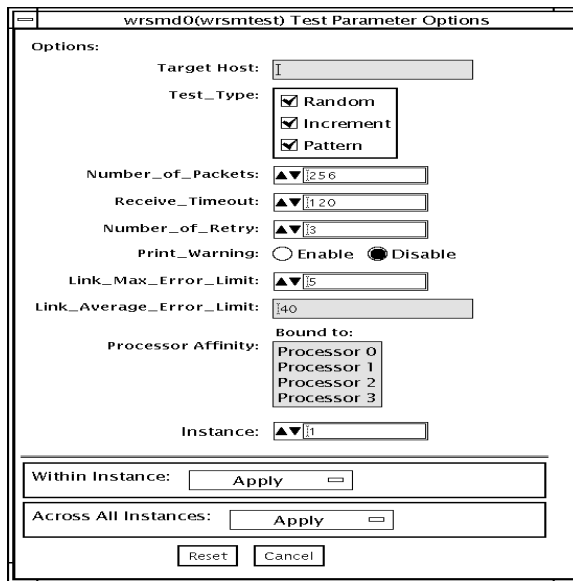 wrsmd0(wrsmtest) Test Parameter Options
Options:
Target Host:
Test_Type:
Random
Increment
Pattern
Number_of_Packets: 256
Receive_Timeout: 120
Number_of_Retry: 3
Print_Warning: Enable Disable
Link_Max_Error_Limit: 5
Link_Average_Error_Limit: 40
Bound to:
Processor Affinity:
Processor 0
Processor 1
Processor 2
Processor 3
Instance: 1
Within Instance: Apply
Across All Instances: Apply
Reset Cancel